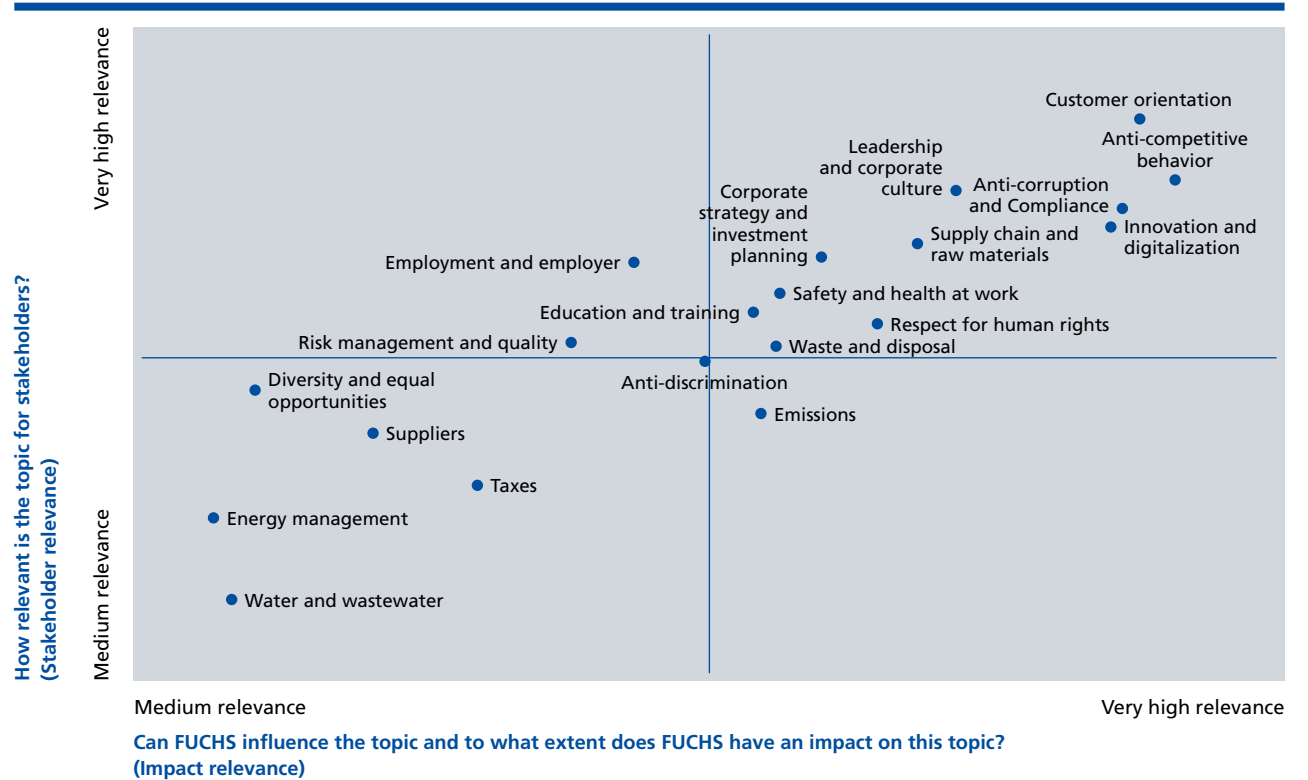 Very high relevance
Medium relevance
How relevant is the topic for stakeholders?
(Stakeholder relevance)
Customer orientation
Anti-competitive
behavior
Leadership
and corporate
culture
Anti-corruption
and Compliance
Corporate
strategy and
investment
planning
Innovation and
digitalization
Supply chain and
raw materials
Employment and employer
Safety and health at work
Education and training
Respect for human rights
Risk management and quality
Waste and disposal
Anti-discrimination
Diversity and equal
opportunities
Emissions
Suppliers
Taxes
Energy management
Water and wastewater
Medium relevance
Very high relevance
Can FUCHS influence the topic and to what extent does FUCHS have an impact on this topic?
(Impact relevance)